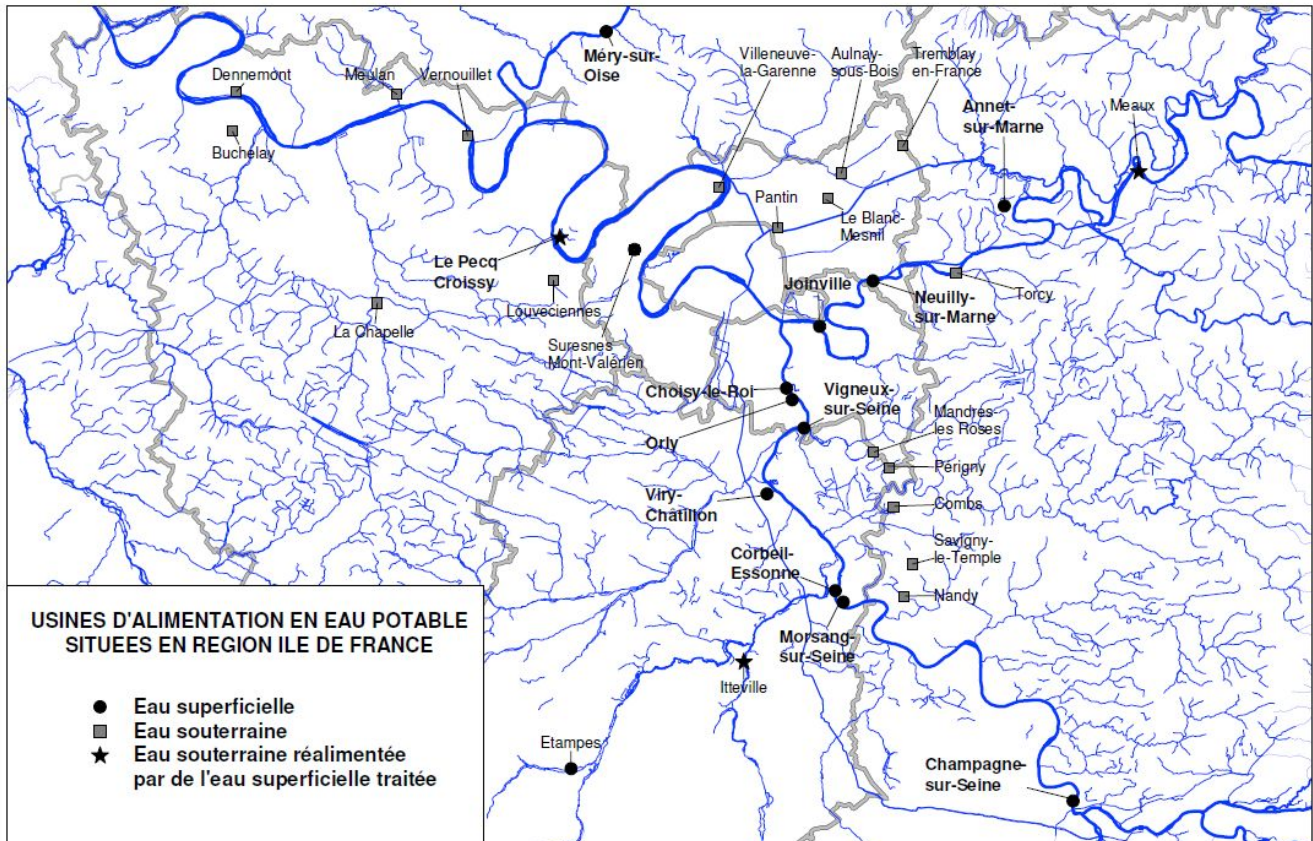 Méry-sur-
Oise
Villeneuve-
la-Garenne
Aulnay-
sous-Bois
Tremblay
en-France
Dennemont
Meulan
Vernouillet
Annet-
sur-Marne
Meaux
Buchelay
Pantin
Le Blanc-
Mesnil
Le Pecq
Croissy
Joinville
Neuilly-
sur-Marne
Torcy
Louveciennes
La Chapelle
Suresnes
Mont-Valérien
Choisy-le-Roi
Vigneux-
sur-Seine
Mandres-
les Roses
Orly
Périgny
Viry-
Châtillon
Combs
Savigny-
le-Temple
Corbeil-
Essonne
Nandy
Morsang-
sur-Seine
Itteville
Etampes
Champagne-
sur-Seine
USINES D'ALIMENTATION EN EAU POTABLE
SITUEES EN REGION ILE DE FRANCE
Eau superficielle
Eau souterraine
Eau souterraine réalimentée
par de l'eau superficielle traitée